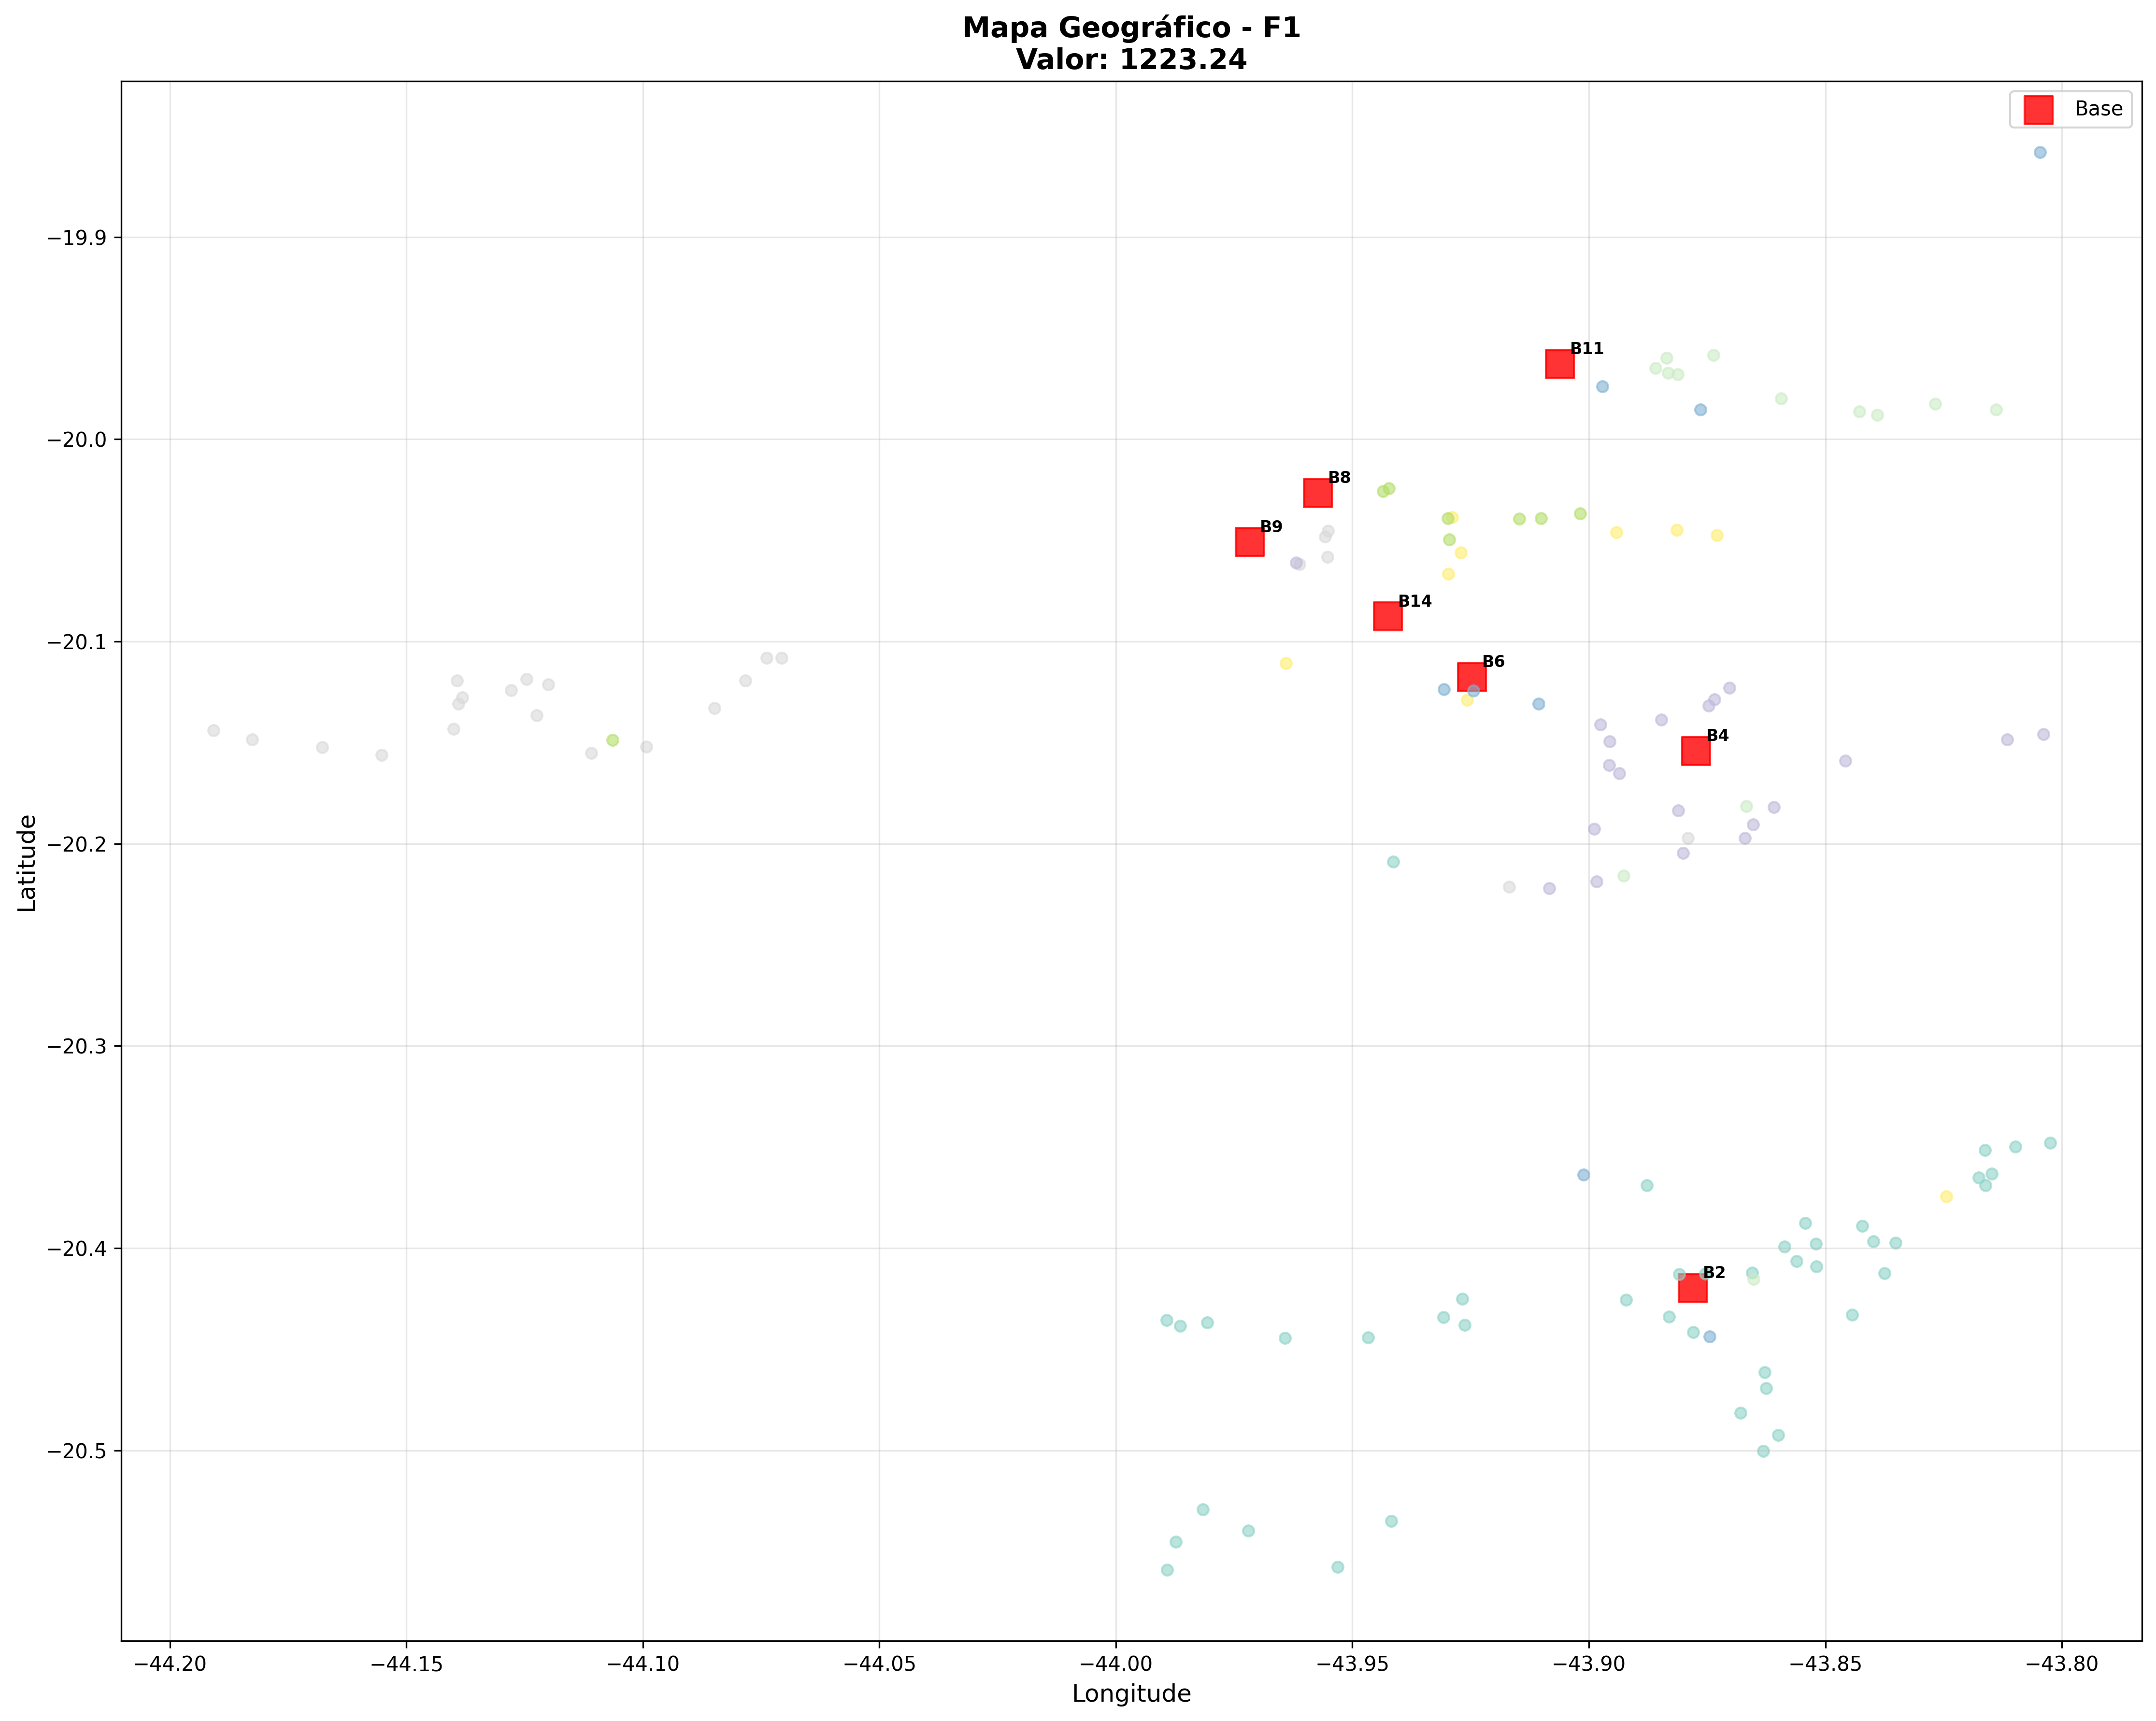 Mapa Geográfico - F1
Valor: 1223.24
Base
B11
B8
B9
B14
B6
B4
B2
−19.9
−20.0
−20.1
−20.2
−20.3
−20.4
−20.5
Latitude
−44.20
−44.15
−44.10
−44.05
−44.00
−43.95
−43.90
−43.85
−43.80
Longitude